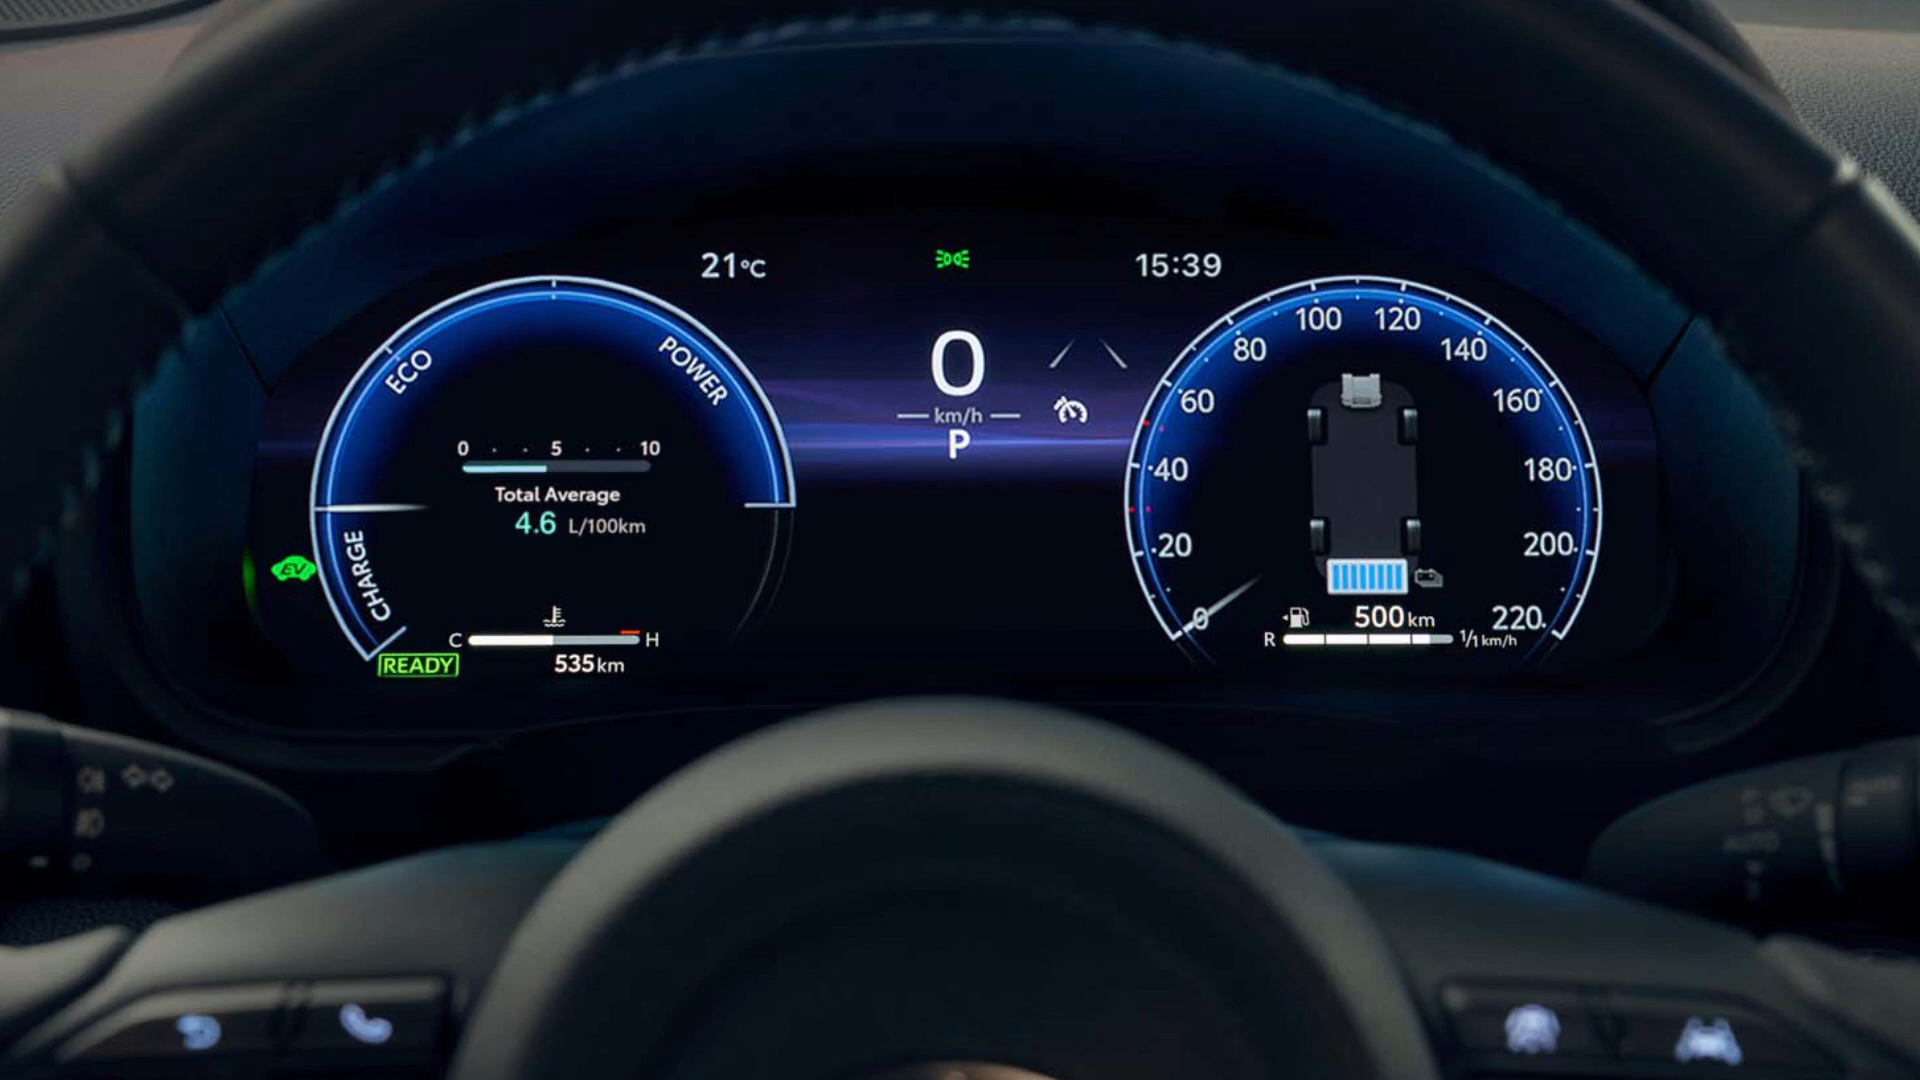 21°C
15:39
0
km/h
P
ECO
POWER
CHARGE
0 5 10
Total Average
4.6 L/100km
EV
C H
READY
535km
0
20
40
60
80
100
120
140
160
180
200
220
500km
R 1/1 km/h
AUTO